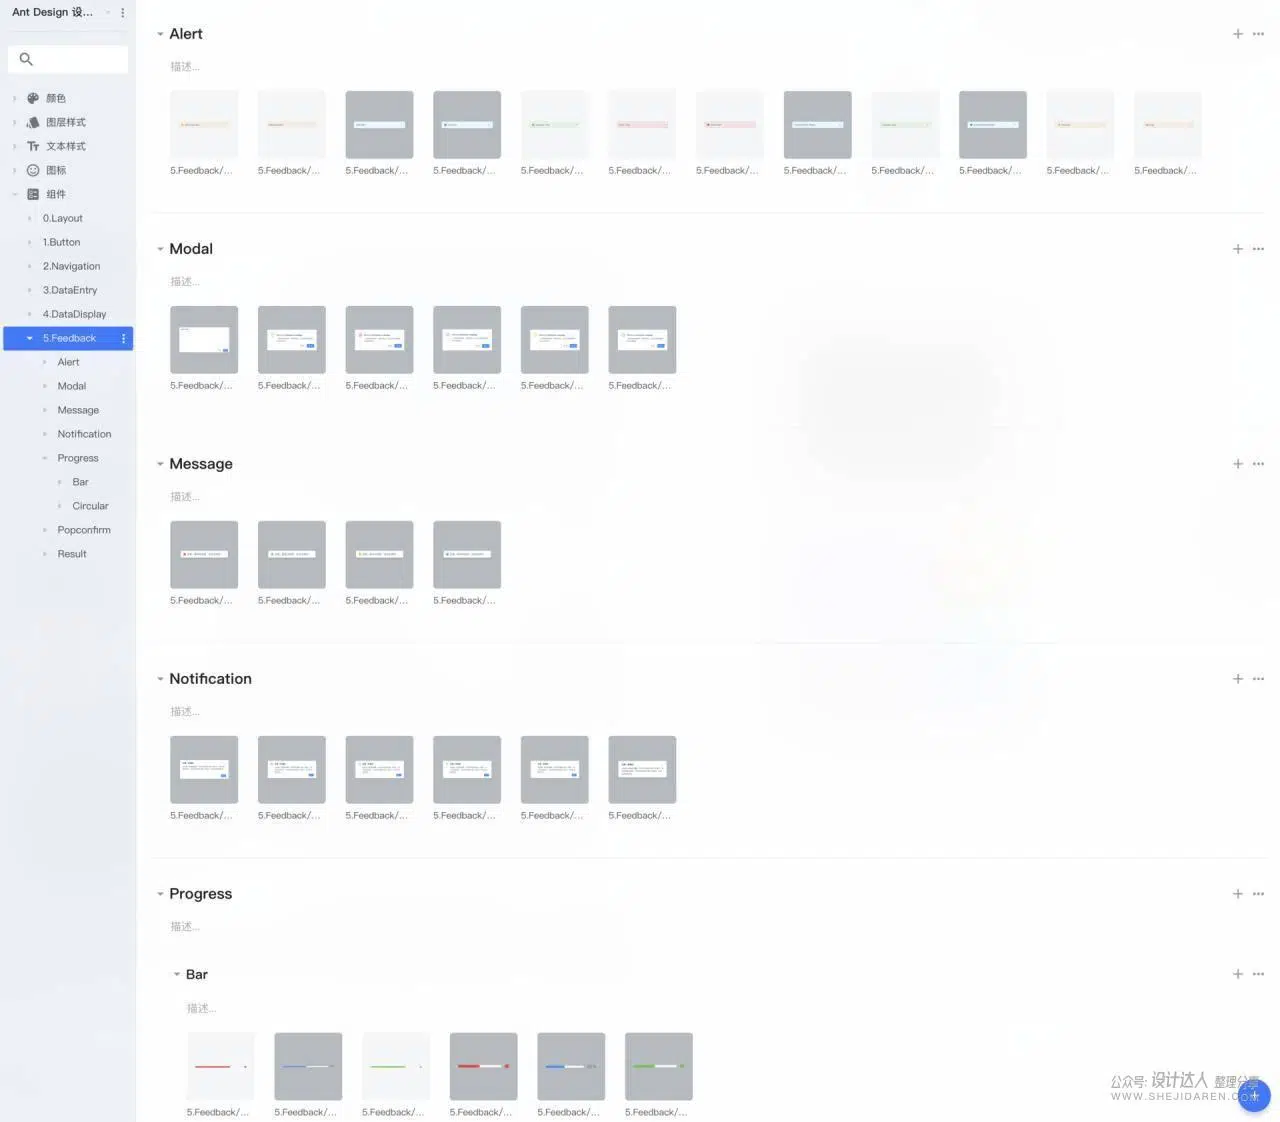 Ant Design 设...
颜色
图层样式
文本样式
图标
组件
0.Layout
1.Button
2.Navigation
3.DataEntry
4.DataDisplay
5.Feedback
Alert
Modal
Message
Notification
Progress
Bar
Circular
Popconfirm
Result
Alert
描述...
5.Feedback/... 5.Feedback/... 5.Feedback/... 5.Feedback/... 5.Feedback/... 5.Feedback/... 5.Feedback/... 5.Feedback/... 5.Feedback/... 5.Feedback/... 5.Feedback/... 5.Feedback/...
Modal
描述...
5.Feedback/... 5.Feedback/... 5.Feedback/... 5.Feedback/... 5.Feedback/... 5.Feedback/...
Message
描述...
5.Feedback/... 5.Feedback/... 5.Feedback/... 5.Feedback/...
Notification
描述...
5.Feedback/... 5.Feedback/... 5.Feedback/... 5.Feedback/... 5.Feedback/... 5.Feedback/...
Progress
描述...
Bar
描述...
5.Feedback/... 5.Feedback/... 5.Feedback/... 5.Feedback/... 5.Feedback/... 5.Feedback/...
公众号: 设计达人 整理分享
WWW.SHEJIDAREN.COM